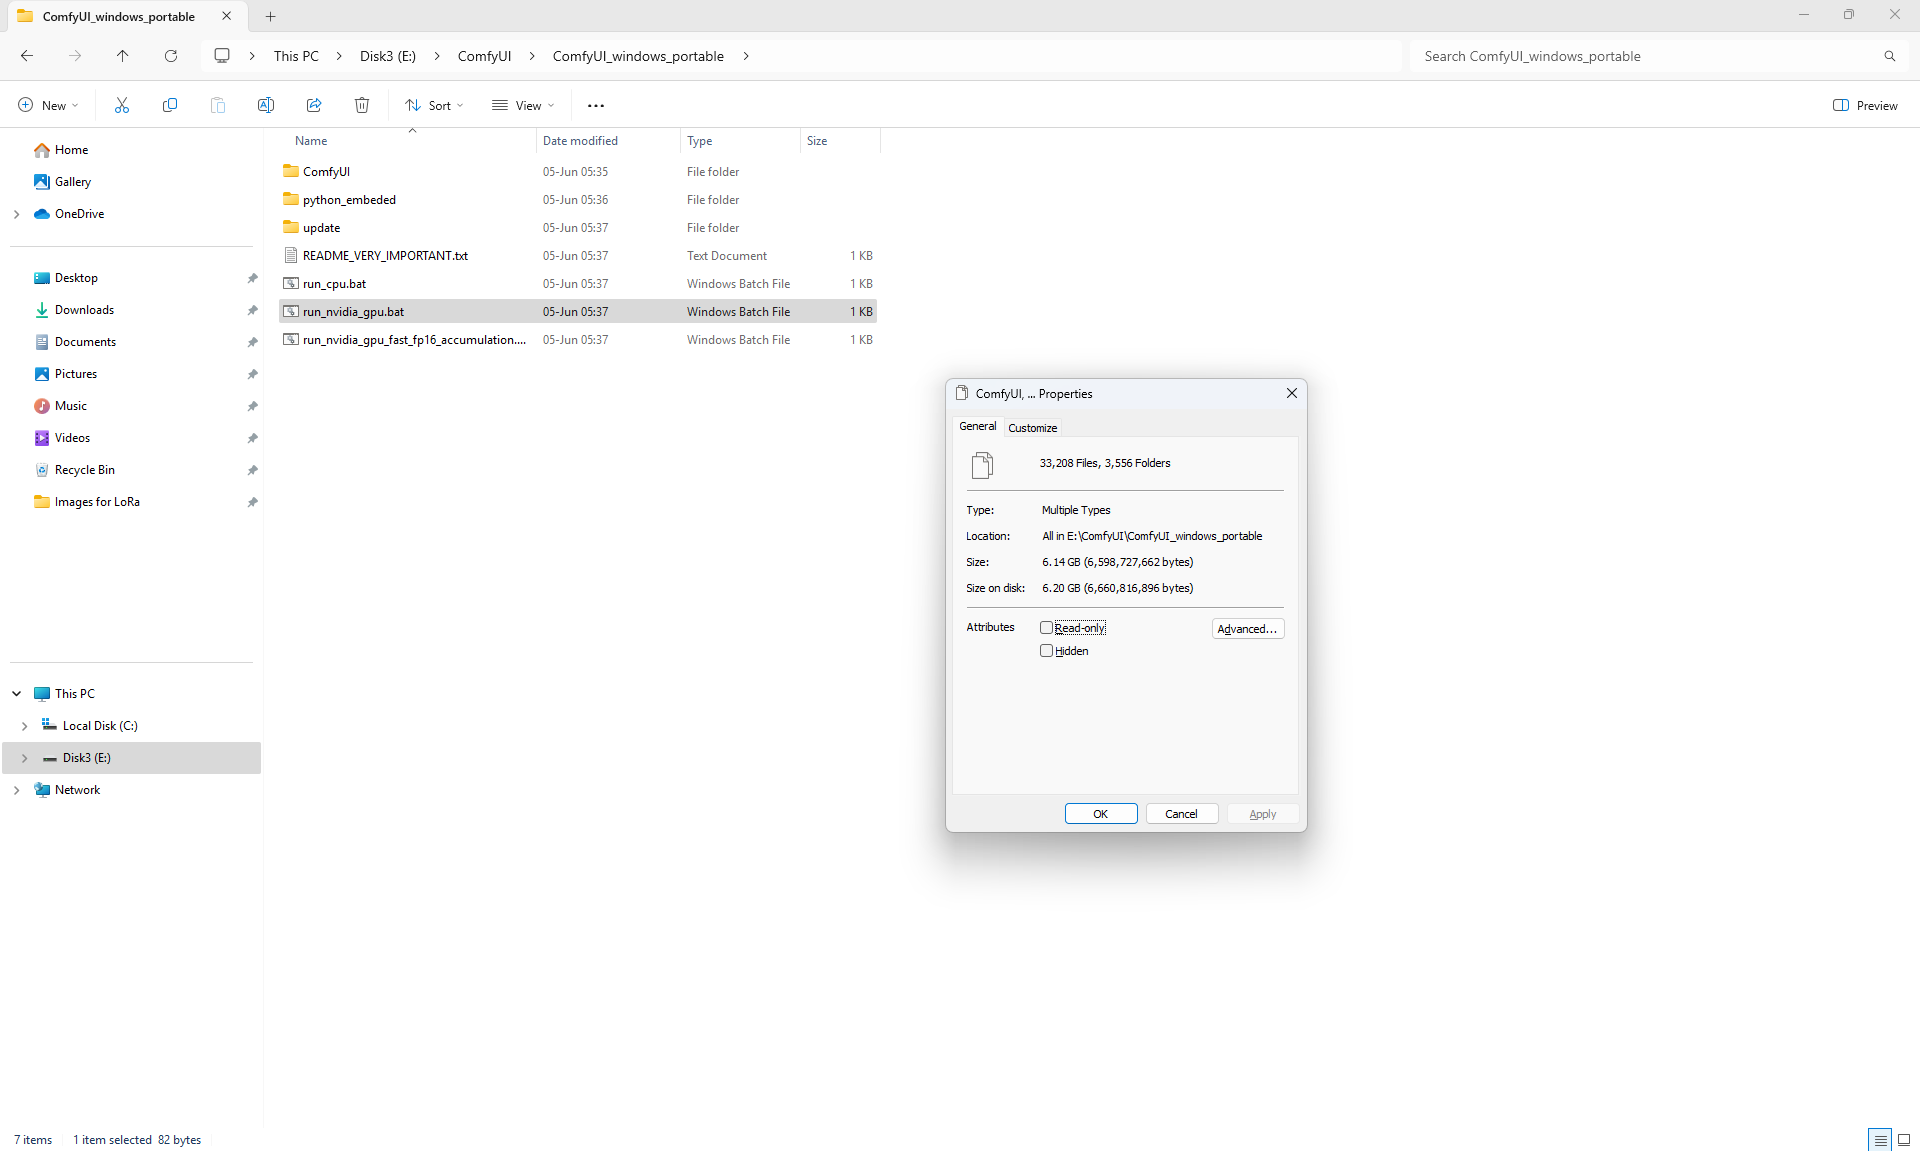 ComfyUI_windows_portable
This PC
Disk3 (E:)
ComfyUI
ComfyUI_windows_portable
Search ComfyUI_windows_portable
New
Sort
View
Preview
Name Date modified Type Size
Home
Gallery
OneDrive
Desktop
Downloads
Documents
Pictures
Music
Videos
Recycle Bin
Images for LoRa
This PC
Local Disk (C:)
Disk3 (E:)
Network
ComfyUI 05-Jun 05:35 File folder
python_embeded 05-Jun 05:36 File folder
update 05-Jun 05:37 File folder
README_VERY_IMPORTANT.txt 05-Jun 05:37 Text Document 1 KB
run_cpu.bat 05-Jun 05:37 Windows Batch File 1 KB
run_nvidia_gpu.bat 05-Jun 05:37 Windows Batch File 1 KB
run_nvidia_gpu_fast_fp16_accumulation.... 05-Jun 05:37 Windows Batch File 1 KB
ComfyUI, ... Properties
General Customize
33,208 Files, 3,556 Folders
Type: Multiple Types
Location: All in E:\ComfyUI\ComfyUI_windows_portable
Size: 6.14 GB (6,598,727,662 bytes)
Size on disk: 6.20 GB (6,660,816,896 bytes)
Attributes Read-only Advanced...
Hidden
OK Cancel Apply
7 items 1 item selected 82 bytes